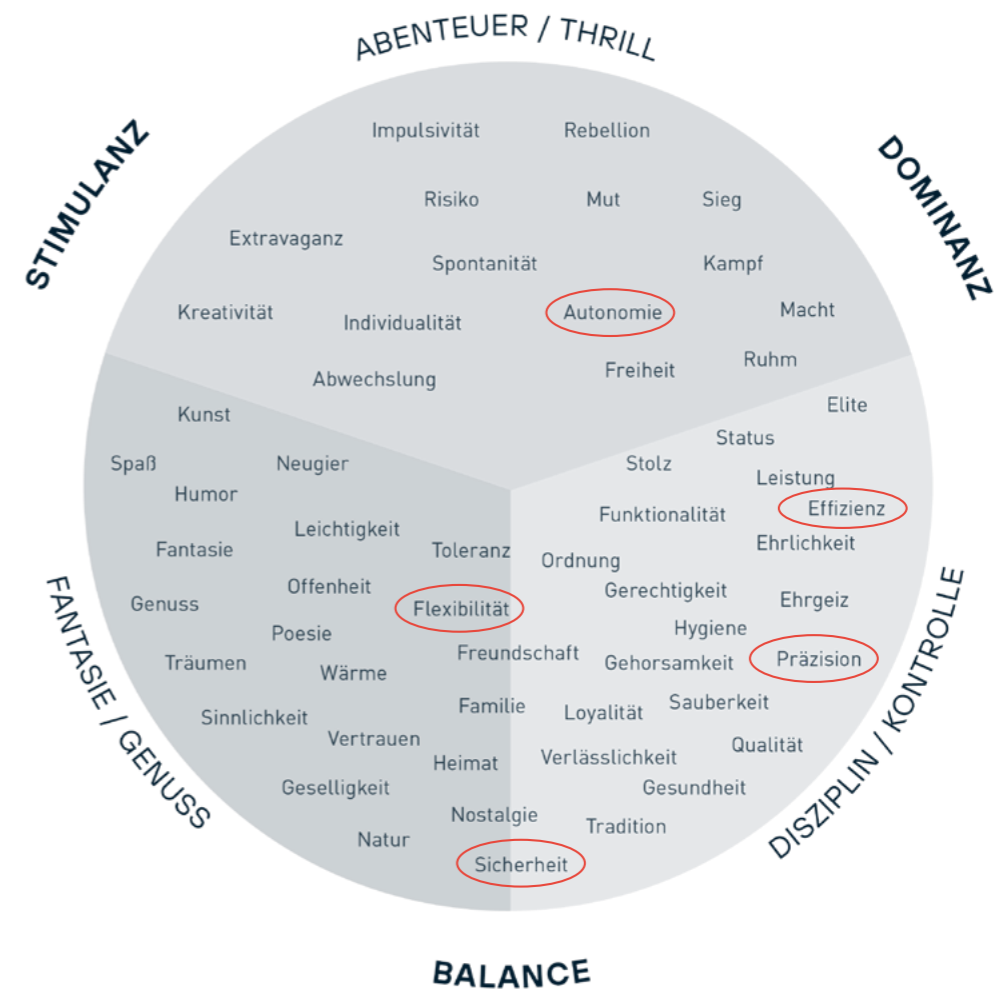 ABENTEUER / THRILL
STIMULANZ
DOMINANZ
Impulsivität
Rebellion
Risiko
Mut
Sieg
Extravaganz
Spontanität
Kampf
Kreativität
Individualität
Autonomie
Macht
Abwechslung
Freiheit
Ruhm
Kunst
Elite
Status
Spaß
Neugier
Stolz
Leistung
Humor
Funktionalität
Effizienz
Leichtigkeit
Fantasie
Toleranz
Ordnung
Ehrlichkeit
Offenheit
Gerechtigkeit
Genuss
Flexibilität
Ehrgeiz
Poesie
Hygiene
Träumen
Wärme
Freundschaft
Gehorsamkeit
Präzision
Sinnlichkeit
Familie
Loyalität
Sauberkeit
Vertrauen
Heimat
Verlässlichkeit
Qualität
Geselligkeit
Gesundheit
Nostalgie
Tradition
Natur
Sicherheit
FANTASIE / GENUSS
DISZIPLIN / KONTROLLE
BALANCE